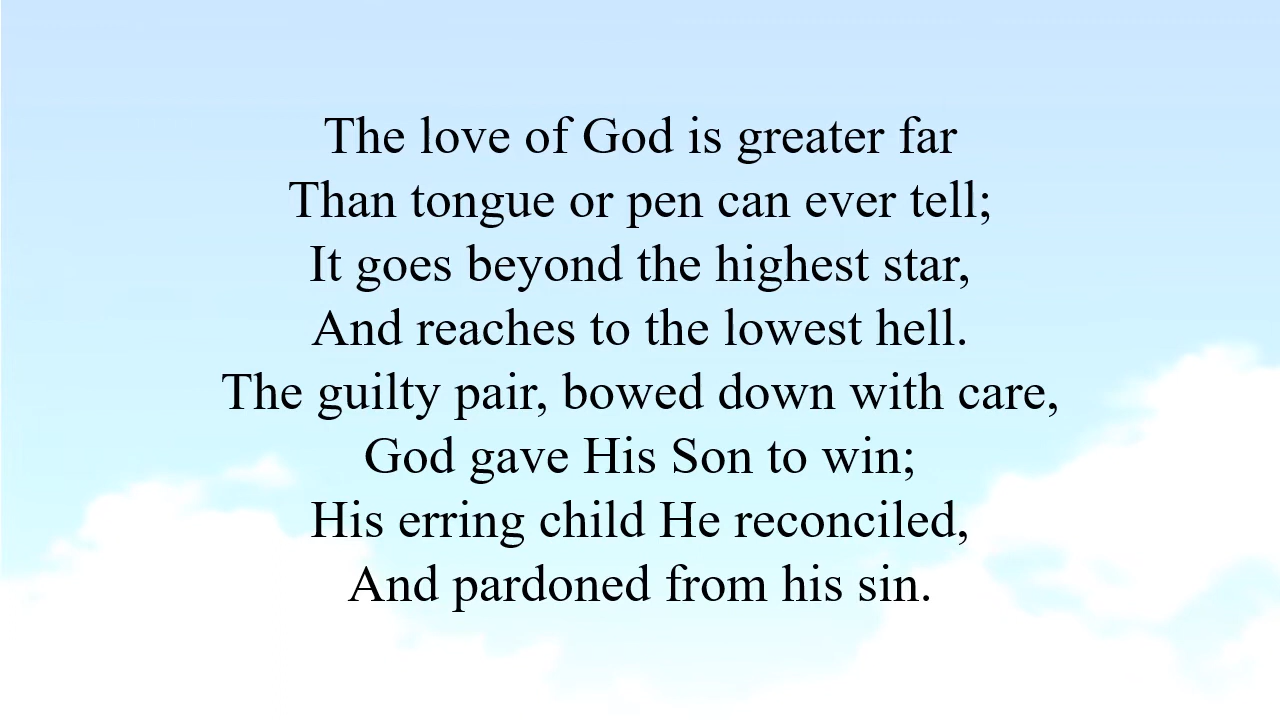 The love of God is greater far
Than tongue or pen can ever tell;
It goes beyond the highest star,
And reaches to the lowest hell.
The guilty pair, bowed down with care,
God gave His Son to win;
His erring child He reconciled,
And pardoned from his sin.